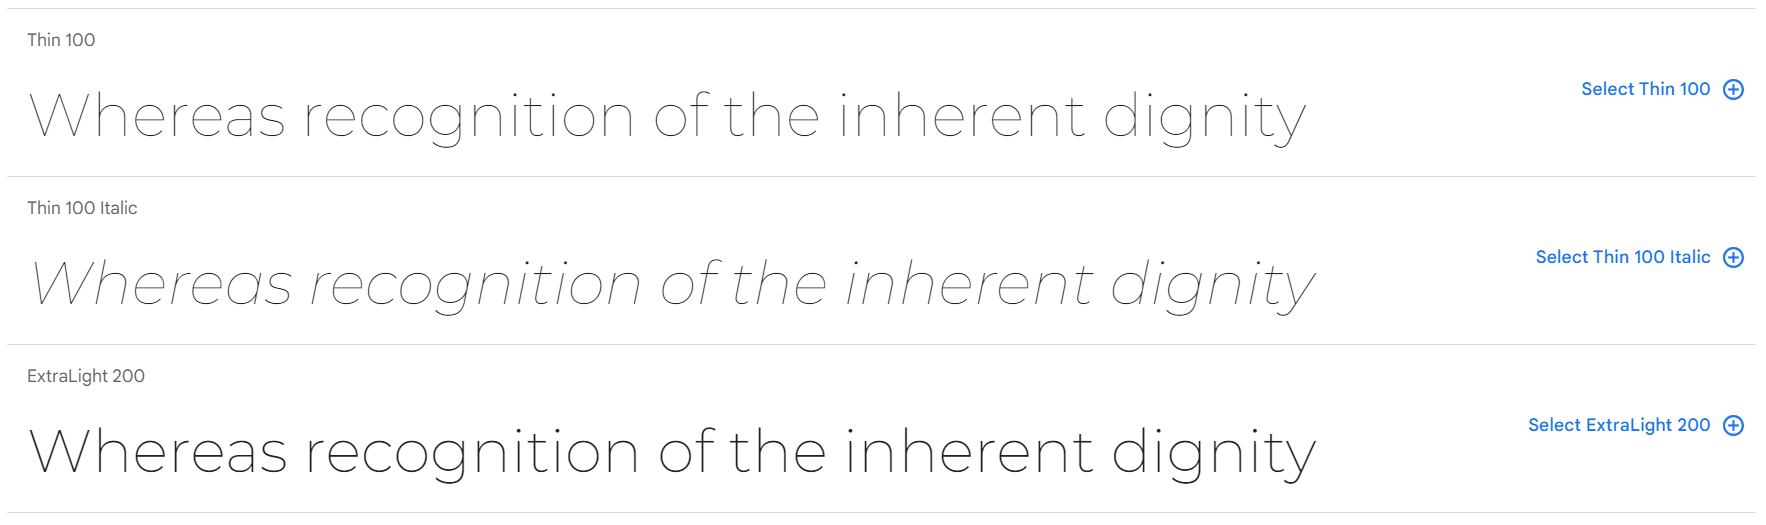 Thin 100
Whereas recognition of the inherent dignity
Select Thin 100
Thin 100 Italic
Whereas recognition of the inherent dignity
Select Thin 100 Italic
ExtraLight 200
Whereas recognition of the inherent dignity
Select ExtraLight 200